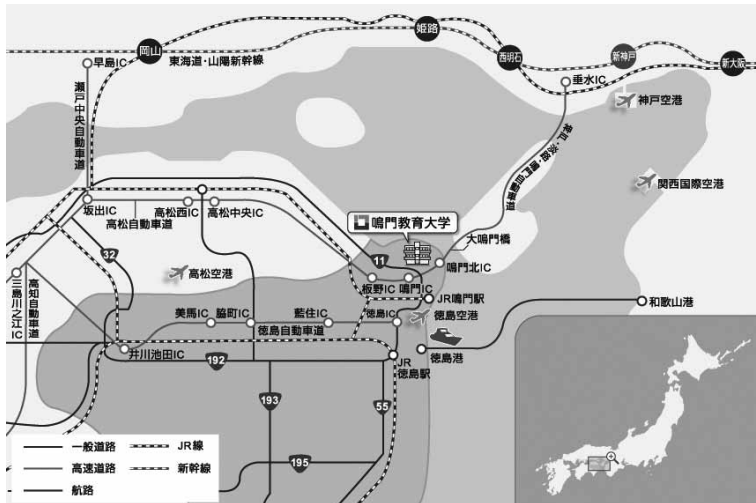 岡山
姫路
西明石
新神戸
新大阪
早島IC
東海道・山陽新幹線
垂水IC
神戸空港
瀬戸中央自動車道
神戸・淡路・鳴門自動車道
関西国際空港
坂出IC
高松西IC
高松中央IC
高松自動車道
鳴門教育大学
大鳴門橋
32
11
高松空港
鳴門北IC
板野IC
鳴門IC
JR鳴門駅
三島川之江IC
高知自動車道
和歌山港
美馬IC
脇町IC
藍住IC
徳島IC
徳島空港
徳島自動車道
井川池田IC
192
JR徳島駅
徳島港
193
55
195
一般道路
JR線
高速道路
新幹線
航路